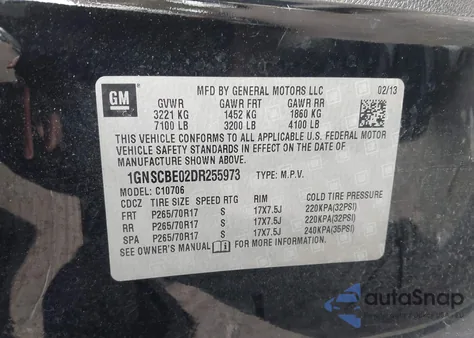 GM
MFD BY GENERAL MOTORS LLC 02/13
GVWR GAWR FRT GAWR RR
3221 KG 1452 KG 1860 KG
7100 LB 3200 LB 4100 LB
THIS VEHICLE CONFORMS TO ALL APPLICABLE U.S. FEDERAL MOTOR
VEHICLE SAFETY STANDARDS IN EFFECT ON THE DATE OF
MANUFACTURE SHOWN ABOVE.
1GNSCBE02DR255973 TYPE: M.P.V.
MODEL: C10706
CDCZ TIRE SIZE SPEED RTG RIM COLD TIRE PRESSURE
FRT P265/70R17 S 17X7.5J 220KPA(32PSI)
RR P265/70R17 S 17X7.5J 220KPA(32PSI)
SPA P265/70R17 S 17X7.5J 240KPA(35PSI)
SEE OWNER'S MANUAL FOR MORE INFORMATION.
autoSnap